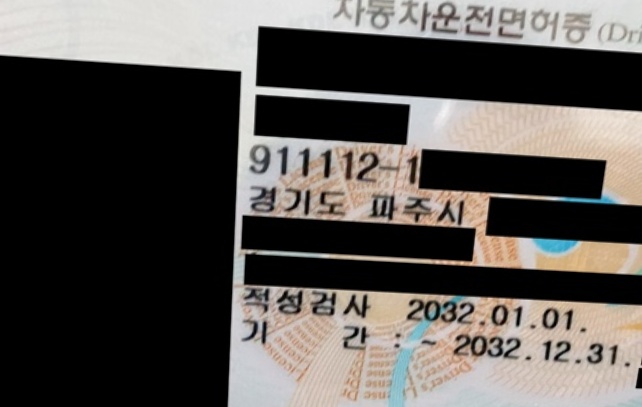 자동차운전면허증 (Dri
911112-1
경기도 파주시
적성검사 2032.01.01.
기 간 : ~ 2032.12.31.